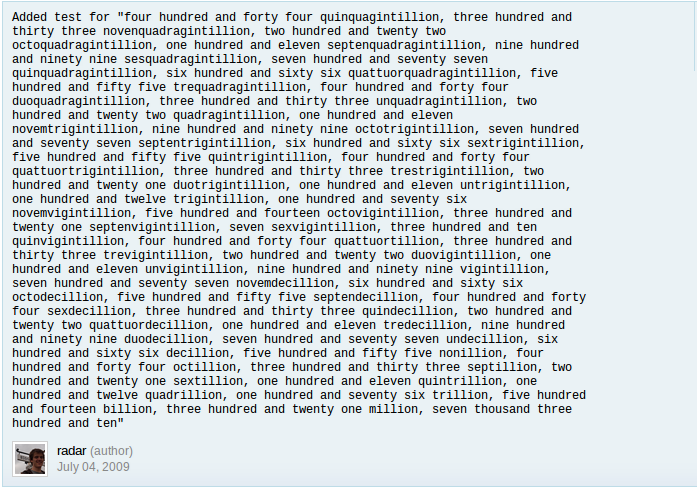 Added test for "four hundred and forty four quinquagintillion, three hundred and
thirty three novenquadragintillion, two hundred and twenty two
octoquadragintillion, one hundred and eleven septenquadragintillion, nine hundred
and ninety nine sesquadragintillion, seven hundred and seventy seven
quinquadragintillion, six hundred and sixty six quattuorquadragintillion, five
hundred and fifty five trequadragintillion, four hundred and forty four
duoquadragintillion, three hundred and thirty three unquadragintillion, two
hundred and twenty two quadragintillion, one hundred and eleven
novemtrigintillion, nine hundred and ninety nine octotrigintillion, seven hundred
and seventy seven septentrigintillion, six hundred and sixty six sextrigintillion,
five hundred and fifty five quintrigintillion, four hundred and forty four
quattuortrigintillion, three hundred and thirty three trestrigintillion, two
hundred and twenty one duotrigintillion, one hundred and eleven untrigintillion,
one hundred and twelve trigintillion, one hundred and seventy six
novemvigintillion, five hundred and fourteen octovigintillion, three hundred and
twenty one septenvigintillion, seven sexvigintillion, three hundred and ten
quinvigintillion, four hundred and forty four quattuortillion, three hundred and
thirty three trevigintillion, two hundred and twenty two duovigintillion, one
hundred and eleven unvigintillion, nine hundred and ninety nine vigintillion,
seven hundred and seventy seven novemdecillion, six hundred and sixty six
octodecillion, five hundred and fifty five septendecillion, four hundred and forty
four sexdecillion, three hundred and thirty three quindecillion, two hundred and
twenty two quattuordecillion, one hundred and eleven tredecillion, nine hundred
and ninety nine duodecillion, seven hundred and seventy seven undecillion, six
hundred and sixty six decillion, five hundred and fifty five nonillion, four
hundred and forty four octillion, three hundred and thirty three septillion, two
hundred and twenty one sextillion, one hundred and eleven quintrillion, one
hundred and twelve quadrillion, one hundred and seventy six trillion, five hundred
and fourteen billion, three hundred and twenty one million, seven thousand three
hundred and ten"
radar (author)
July 04, 2009